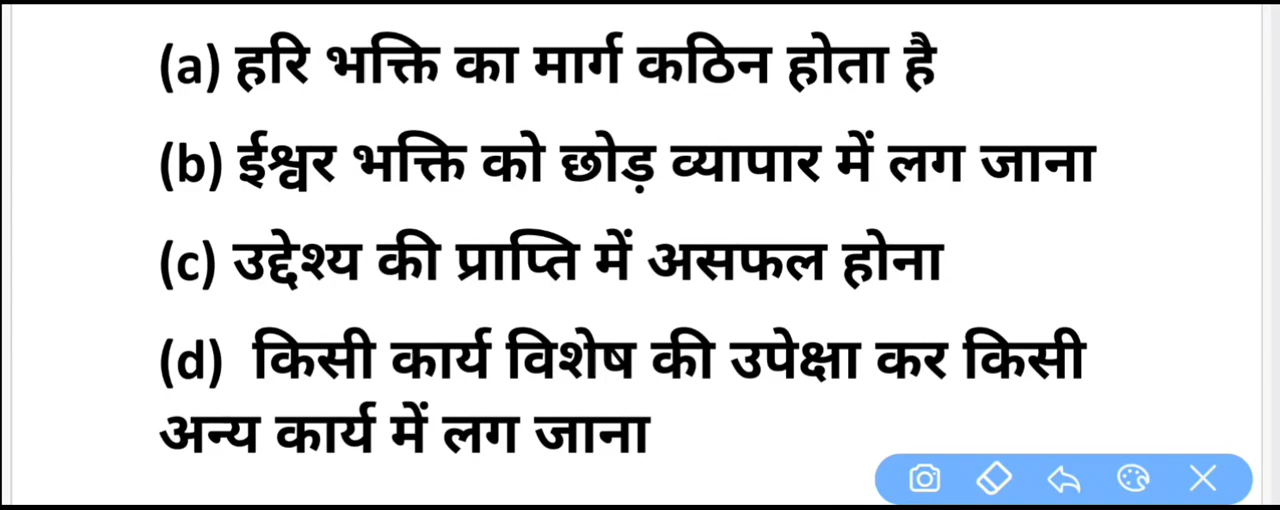 (a) हरि भक्ति का मार्ग कठिन होता है
(b) ईश्वर भक्ति को छोड़ व्यापार में लग जाना
(c) उद्देश्य की प्राप्ति में असफल होना
(d) किसी कार्य विशेष की उपेक्षा कर किसी
अन्य कार्य में लग जाना